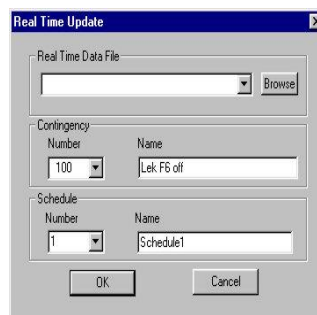 Real Time Update
Real Time Data File
Browse
Contingency
Number Name
100 Lek F6 off
Schedule
Number Name
1 Schedule1
OK Cancel